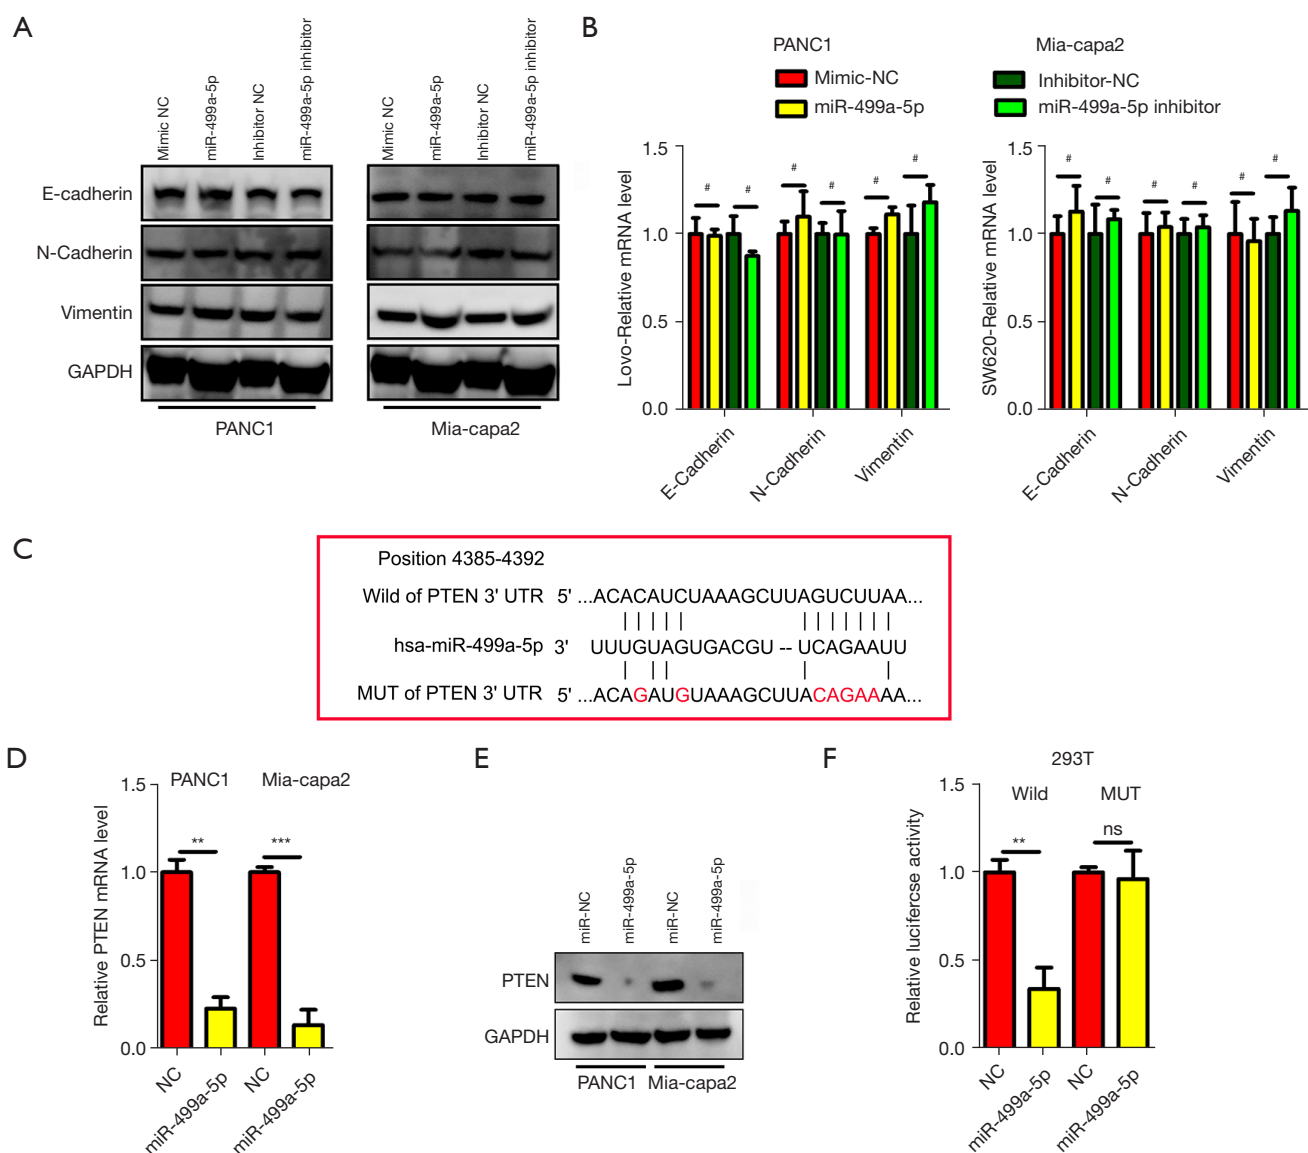 A
Mimic NC
miR-499a-5p
Inhibitor NC
miR-499a-5p inhibitor
Mimic NC
miR-499a-5p
Inhibitor NC
miR-499a-5p inhibitor
E-cadherin
N-Cadherin
Vimentin
GAPDH
PANC1
Mia-capa2
B
PANC1
Mimic-NC
miR-499a-5p
Mia-capa2
Inhibitor-NC
miR-499a-5p inhibitor
Lovo-Relative mRNA level
1.5
1.0
0.5
0.0
# # # # # #
E-Cadherin
N-Cadherin
Vimentin
SW620-Relative mRNA level
1.5
1.0
0.5
0.0
# # # # # #
E-Cadherin
N-Cadherin
Vimentin
C
Position 4385-4392
Wild of PTEN 3' UTR 5' ...ACACAUCUAAAGCUUAGUCUUAA...
hsa-miR-499a-5p 3' UUUGUAGUGACGU -- UCAGAAUU
MUT of PTEN 3' UTR 5' ...ACAGAUGUAAAGCUUACAGAAAA...
D
PANC1 Mia-capa2
Relative PTEN mRNA level
1.5
1.0
0.5
0.0
** ***
NC
miR-499a-5p
NC
miR-499a-5p
E
miR-NC
miR-499a-5p
miR-NC
miR-499a-5p
PTEN
GAPDH
PANC1 Mia-capa2
F
293T
Wild MUT
Relative lucifercse activity
1.5
1.0
0.5
0.0
** ns
NC
miR-499a-5p
NC
miR-499a-5p